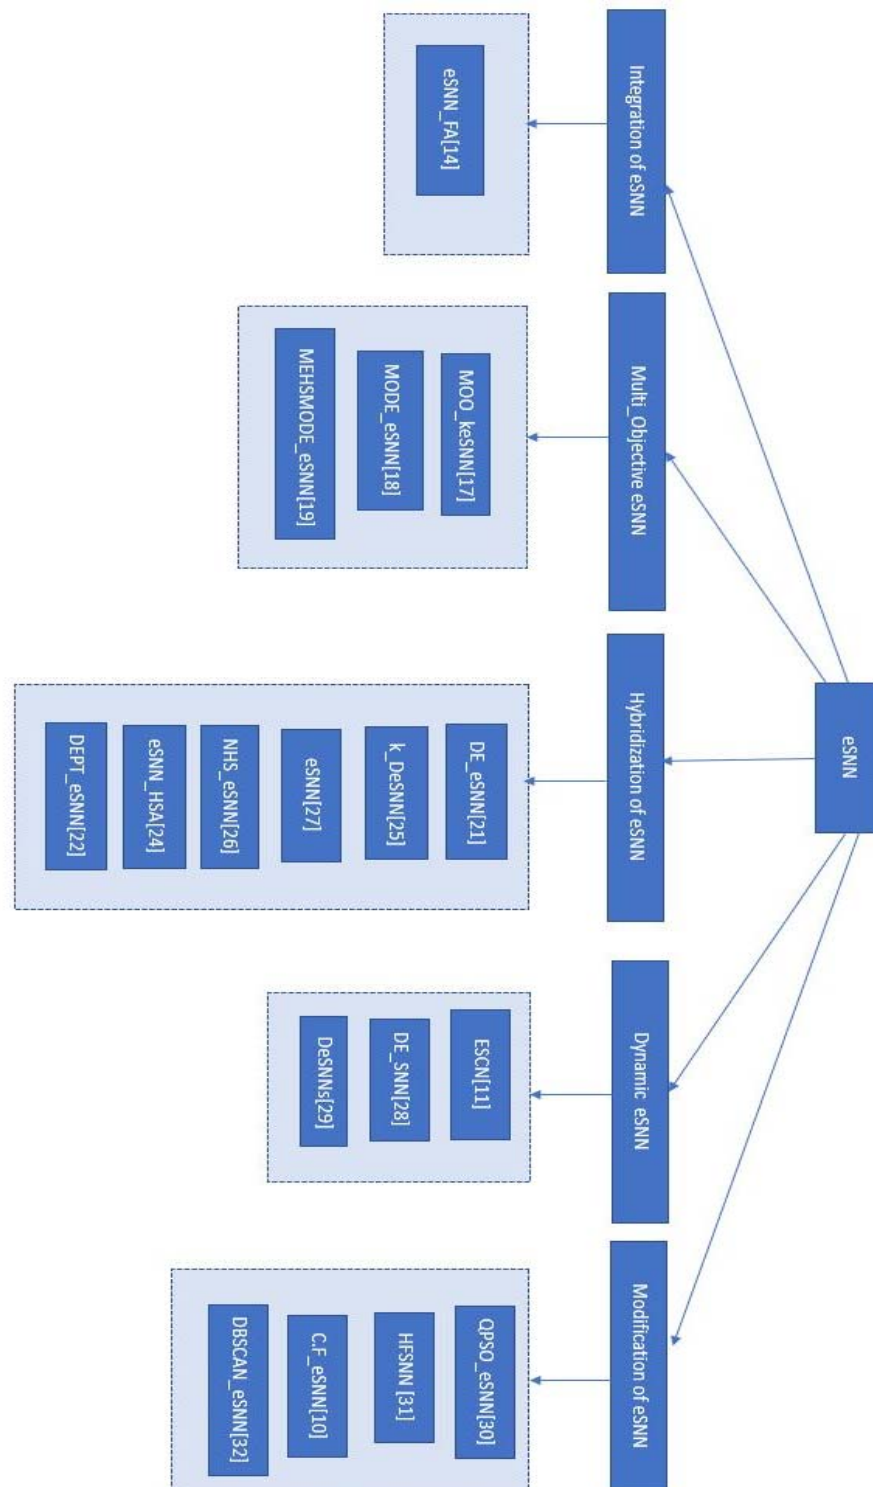 eSNN
Integration of eSNN
Multi_Objective eSNN
Hybridization of eSNN
Dynamic eSNN
Modification of eSNN
eSNN_FA[14]
MOO_keSNN[17]
MODE_eSNN[18]
MEHSMODE_eSNN[19]
DE_eSNN[21]
k_DeSNN[25]
eSNN[27]
NHS_eSNN[26]
eSNN_HSA[24]
DEPT_eSNN[22]
ESCN[11]
DE_SNN[28]
DeSNNs[29]
QPSO_eSNN[30]
HFSNN [31]
C.F_eSNN[10]
DBSCAN_eSNN[32]